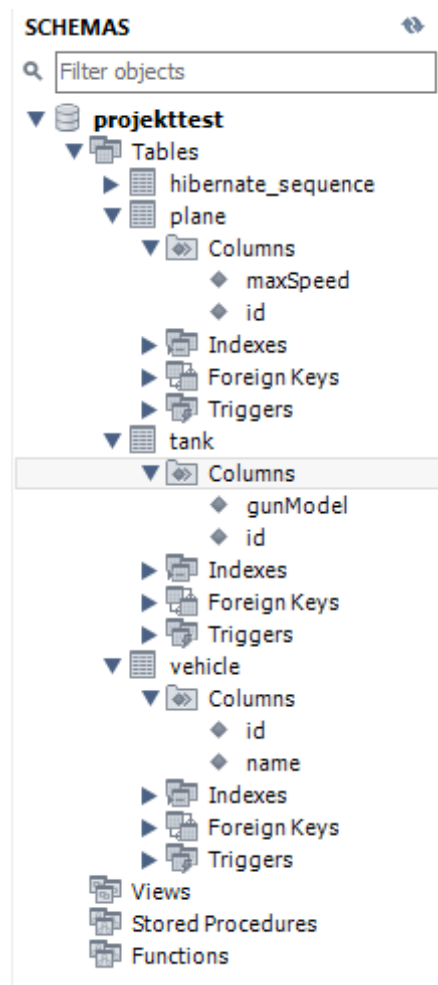 SCHEMAS
Filter objects
projekttest
Tables
hibernate_sequence
plane
Columns
maxSpeed
id
Indexes
Foreign Keys
Triggers
tank
Columns
gunModel
id
Indexes
Foreign Keys
Triggers
vehicle
Columns
id
name
Indexes
Foreign Keys
Triggers
Views
Stored Procedures
Functions